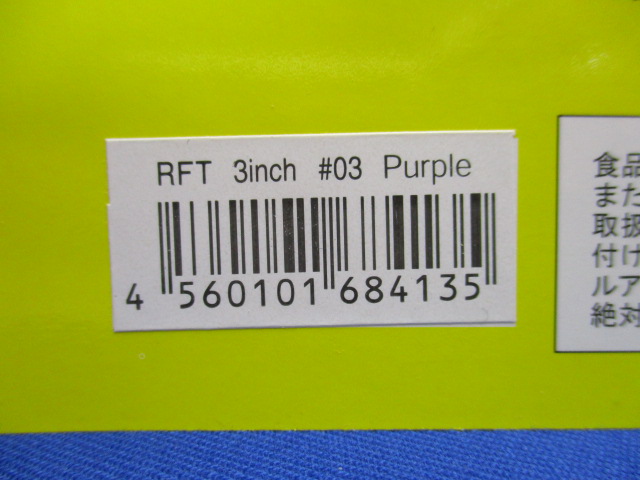 RFT 3inch #03 Purple
4 560101 684135
食品
また
取扱
付け
ルア
絶対